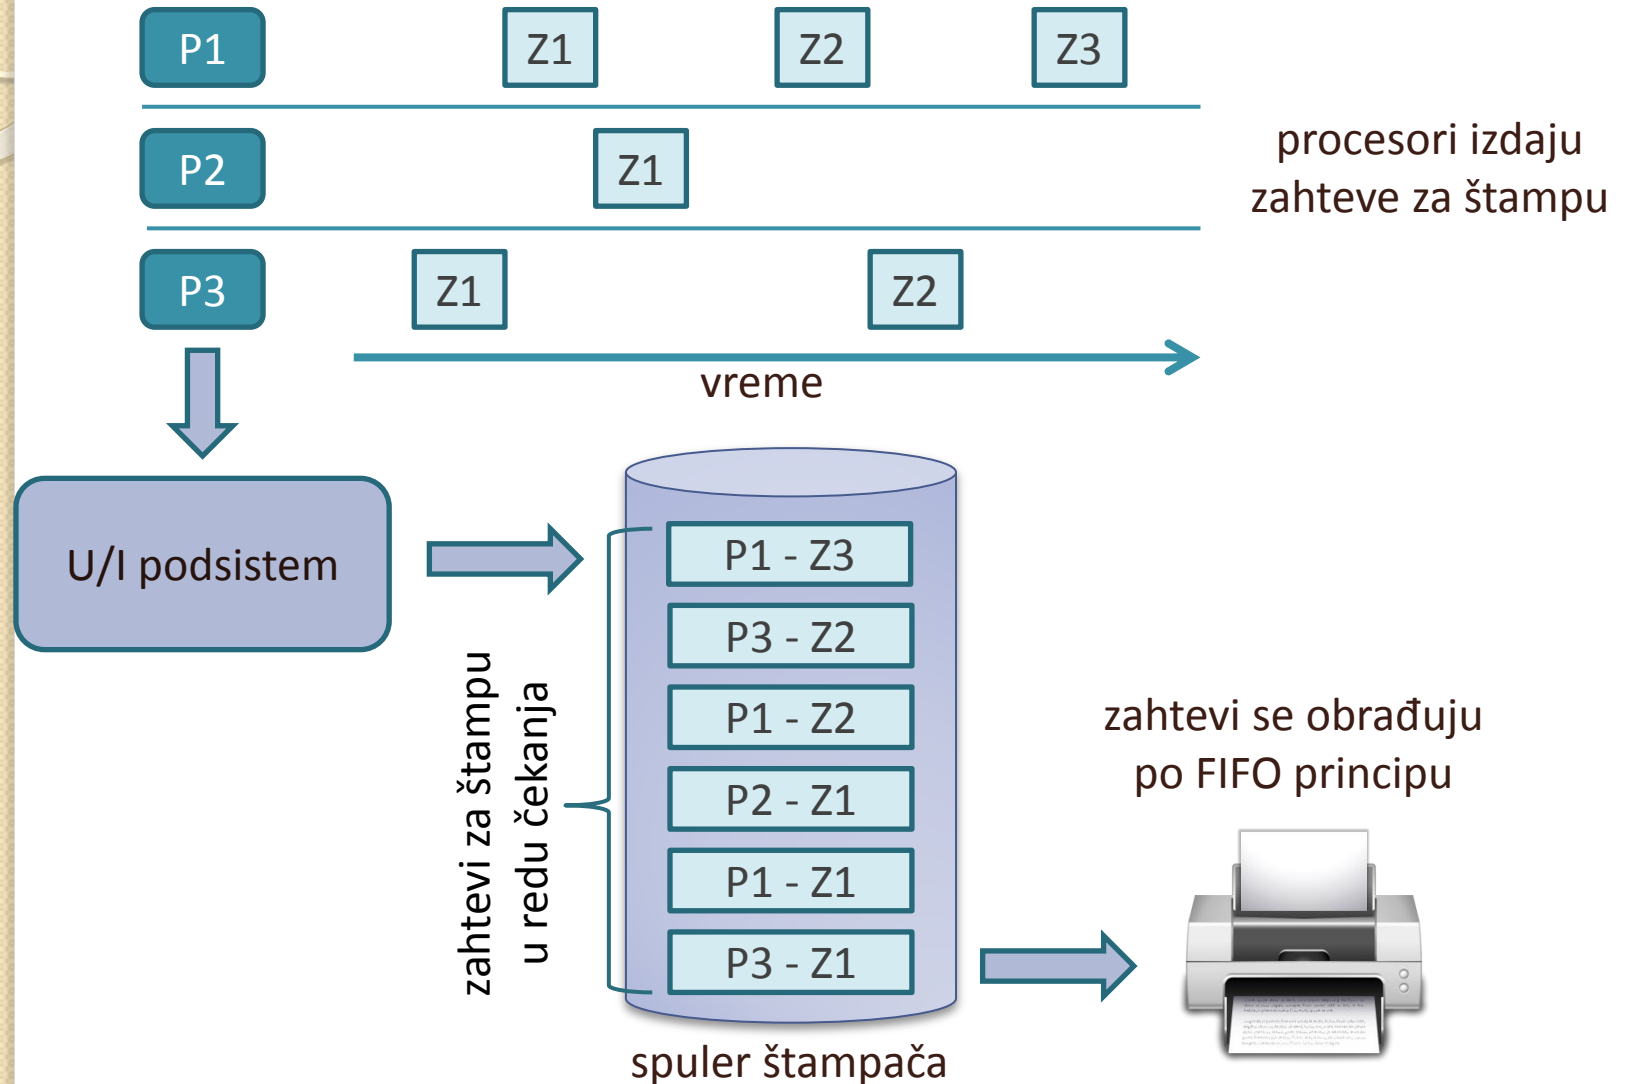 P1
Z1
Z2
Z3
P2
Z1
procesori izdaju
zahteve za štampu
P3
Z1
Z2
vreme
U/I podsistem
zahtevi za štampu
u redu čekanja
P1 - Z3
P3 - Z2
P1 - Z2
P2 - Z1
P1 - Z1
P3 - Z1
zahtevi se obrađuju
po FIFO principu
spuler štampača